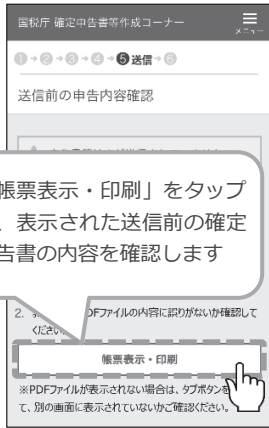 国税庁 確定申告書等作成コーナー
メニュー
①→②→③→④→❺送信→⑥
送信前の申告内容確認
帳票表示・印刷」をタップ
、表示された送信前の確定
告書の内容を確認します
2.
DFファイルの内容に誤りがないか確認して
ください
帳票表示・印刷
※PDFファイルが表示されない場合は、タブボタンを
て、別の画面に表示されていないかご確認ください。